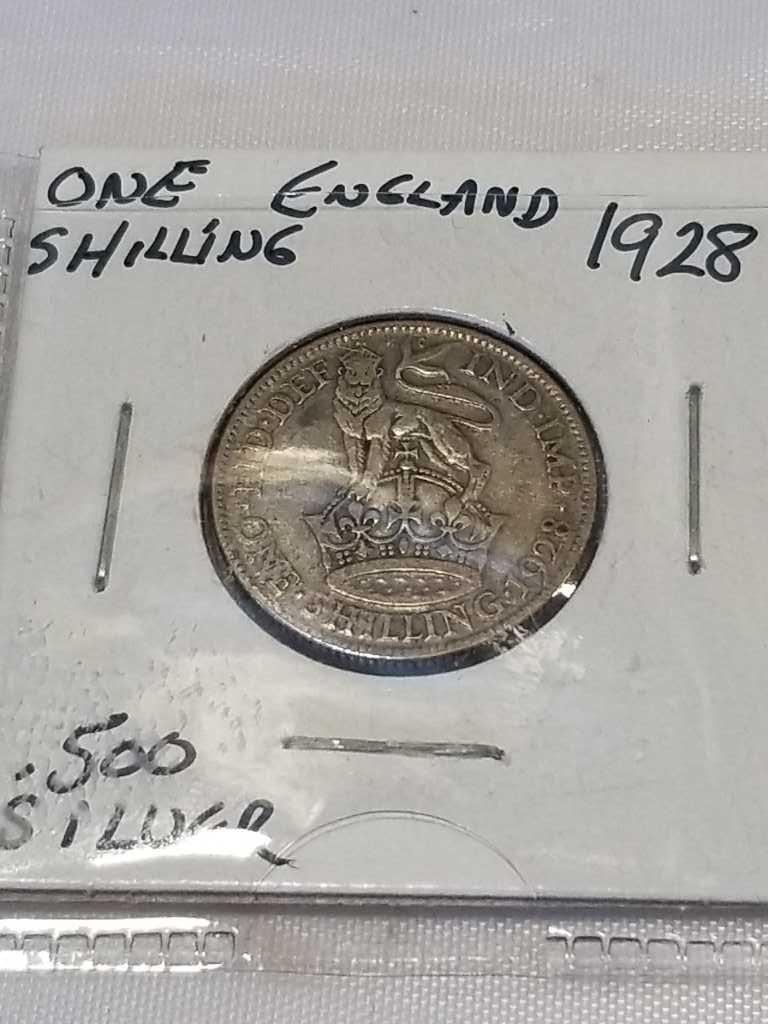 ONE ENGLAND 1928
SHILLING
FID·DEF IND·IMP·
ONE·SHILLING·1928
.500
SILVER